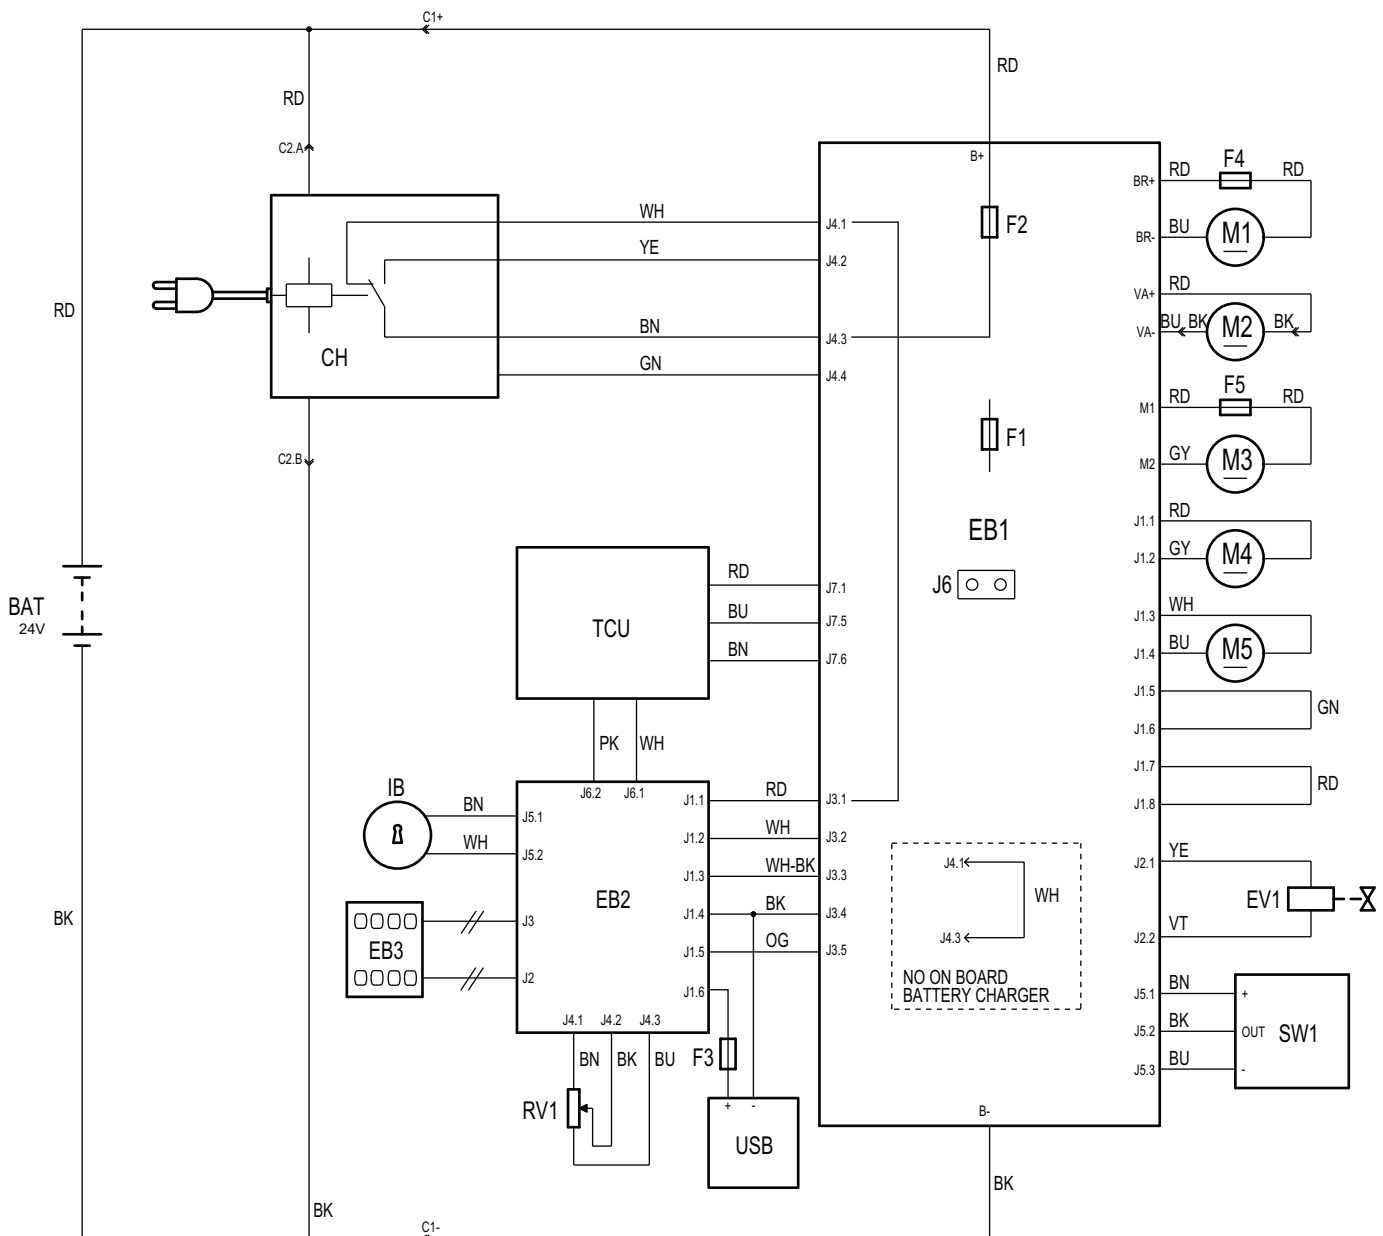 C1+
RD
RD
C2.A
B+
BR+
RD
F4
RD
WH
J4.1
F2
BR-
BU
M1
YE
J4.2
VA+
RD
RD
BN
J4.3
VA-
BU
BK
M2
BK
CH
GN
J4.4
M1
RD
F5
RD
F1
C2.B
M2
GY
M3
J1.1
RD
EB1
J1.2
GY
M4
RD
J7.1
J6
BAT
24V
TCU
BU
J7.5
J1.3
WH
BN
J7.6
J1.4
BU
M5
J1.5
GN
J1.6
PK
WH
J1.7
RD
J1.8
IB
BN
J5.1
J6.2
J6.1
J1.1
RD
J3.1
WH
J5.2
J1.2
WH
J3.2
J1.3
WH-BK
J3.3
J4.1
WH
J2.1
YE
EV1
EB2
BK
J1.4
BK
J3.4
J4.3
J2.2
VT
EB3
J3
J1.5
OG
J3.5
J2
J1.6
NO ON BOARD
BATTERY CHARGER
J5.1
BN
+
J4.1
J4.2
J4.3
J5.2
BK
OUT
SW1
BN
BK
BU
F3
J5.3
BU
-
RV1
+
-
USB
B-
BK
BK
C1-